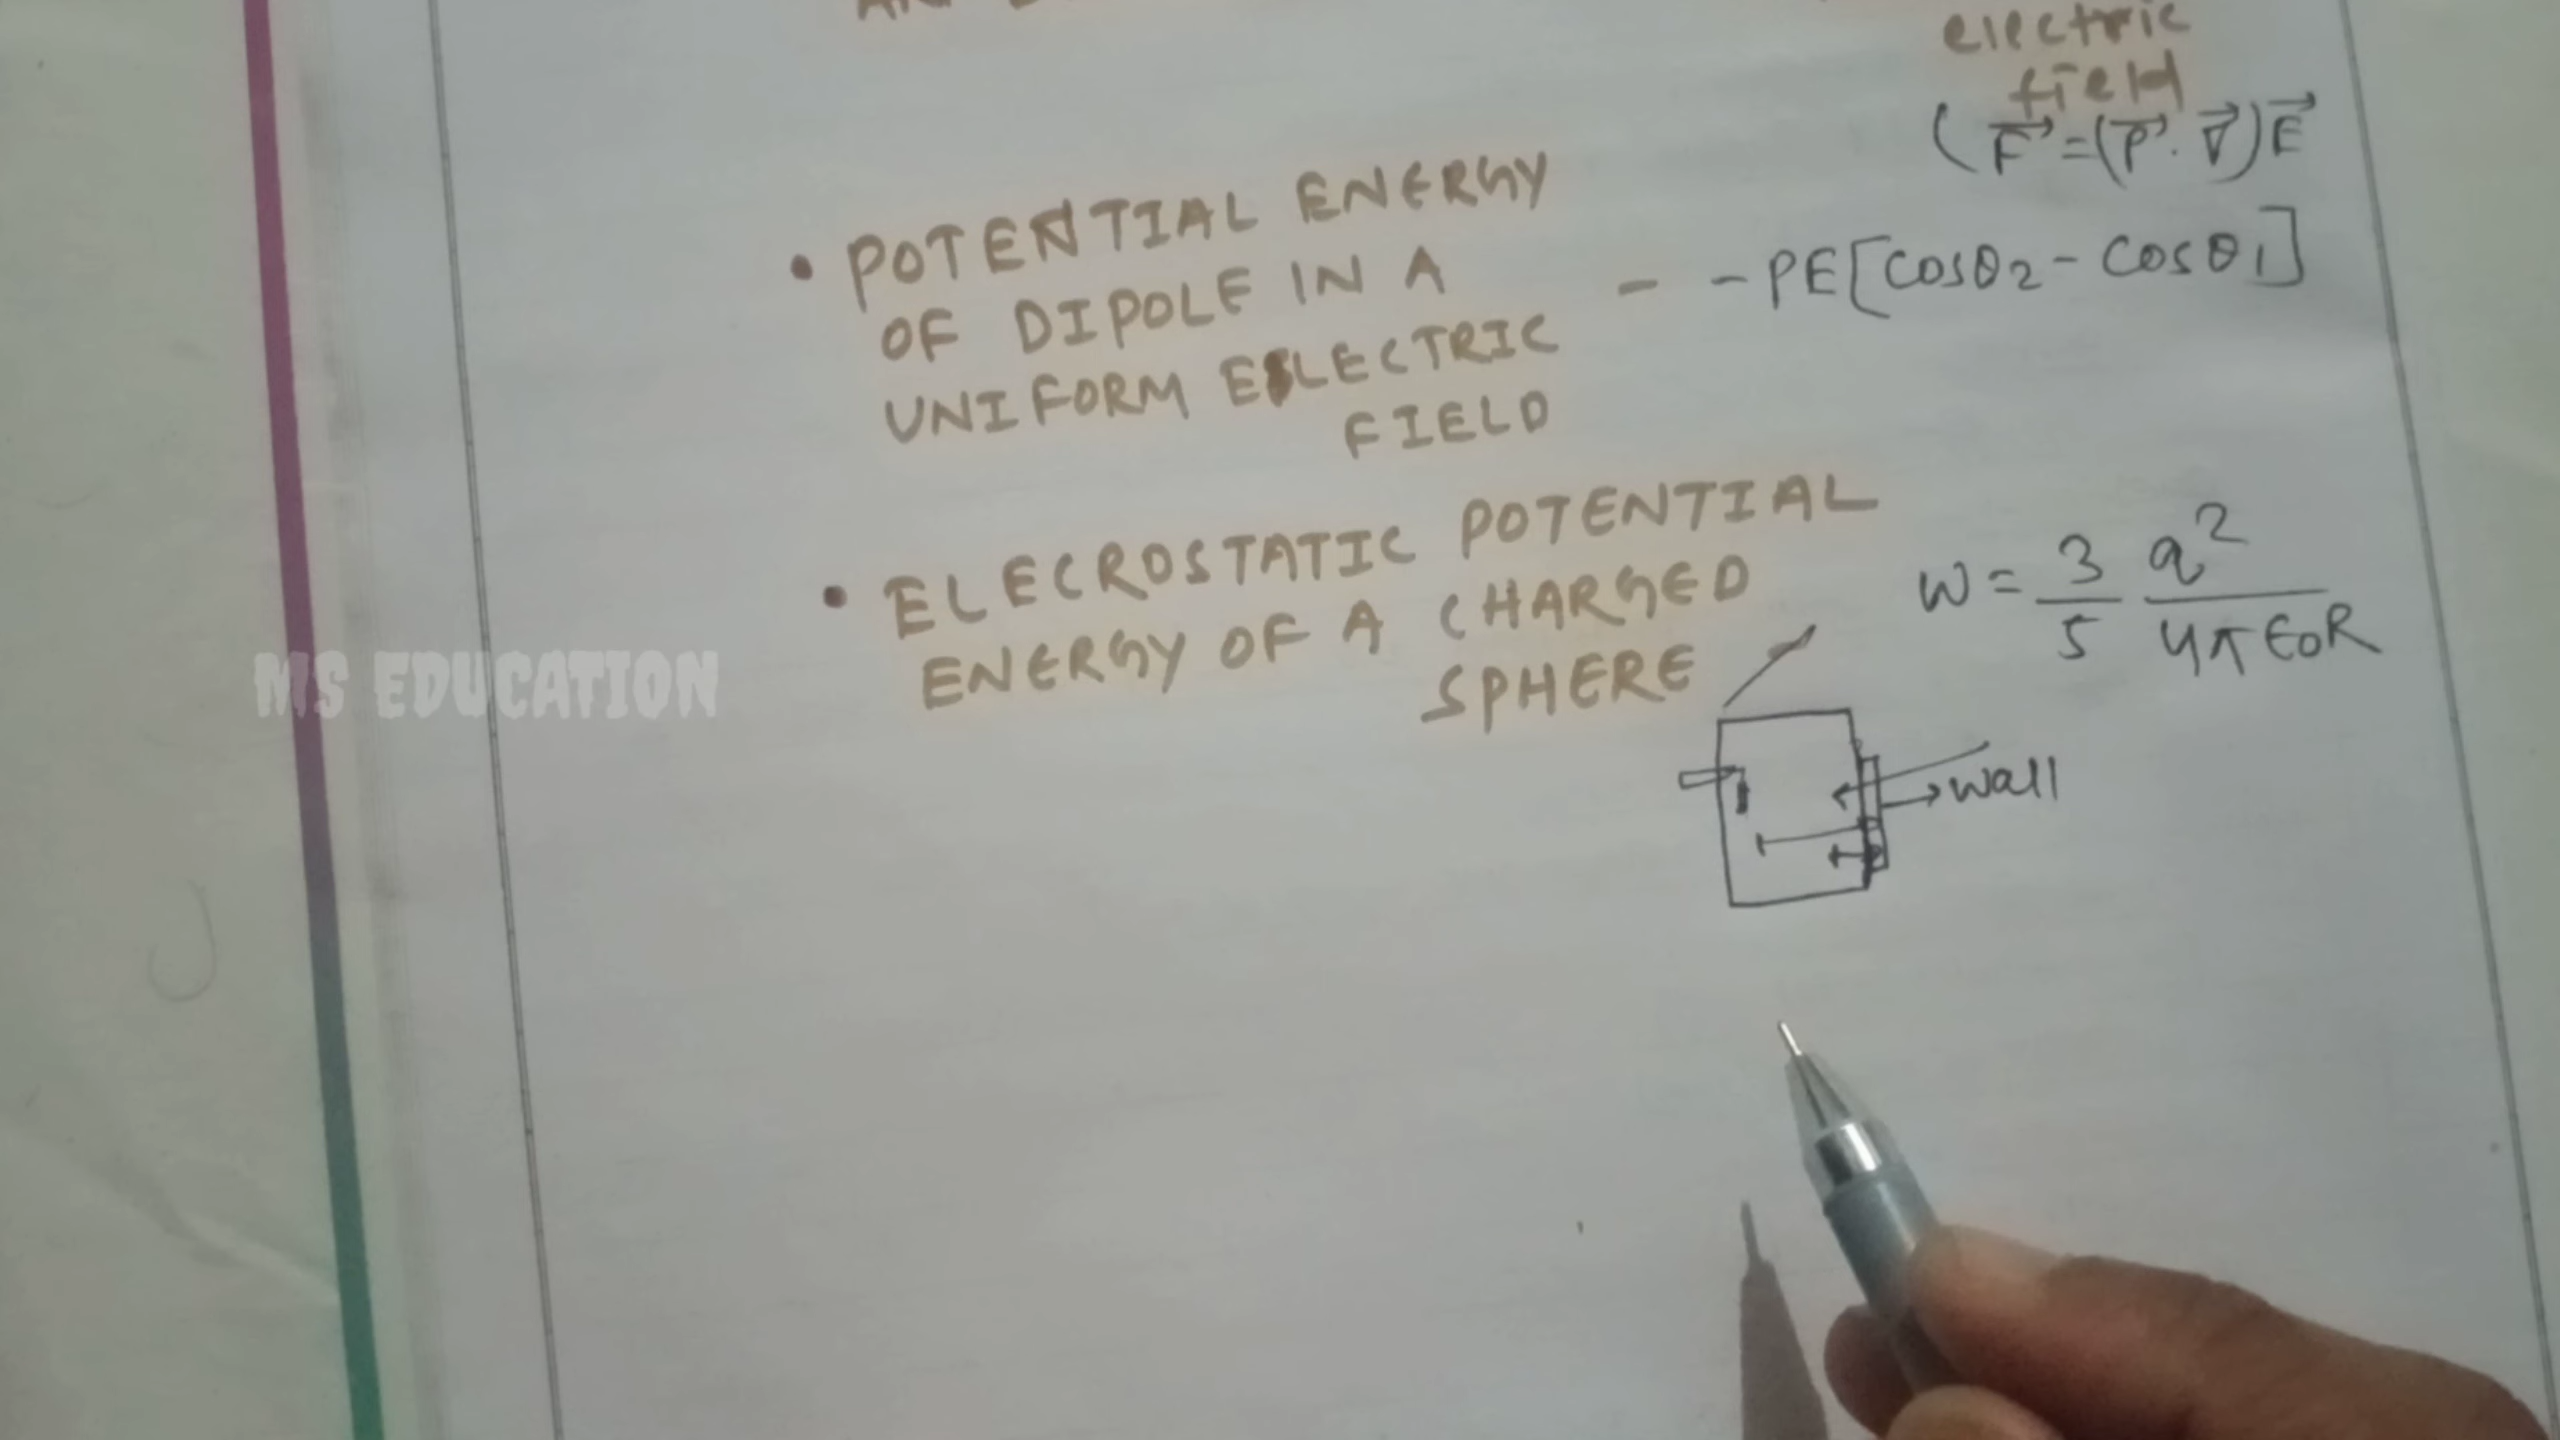 electric
field
(F⃗=(P⃗.∇⃗)E⃗
• POTENTIAL ENERGY
OF DIPOLE IN A
UNIFORM ELECTRIC
FIELD
- -PE[cosθ2-cosθ1]
• ELECROSTATIC POTENTIAL
ENERGY OF A CHARGED
SPHERE
W = 3/5 q²/4πϵ0R
wall
MS EDUCATION